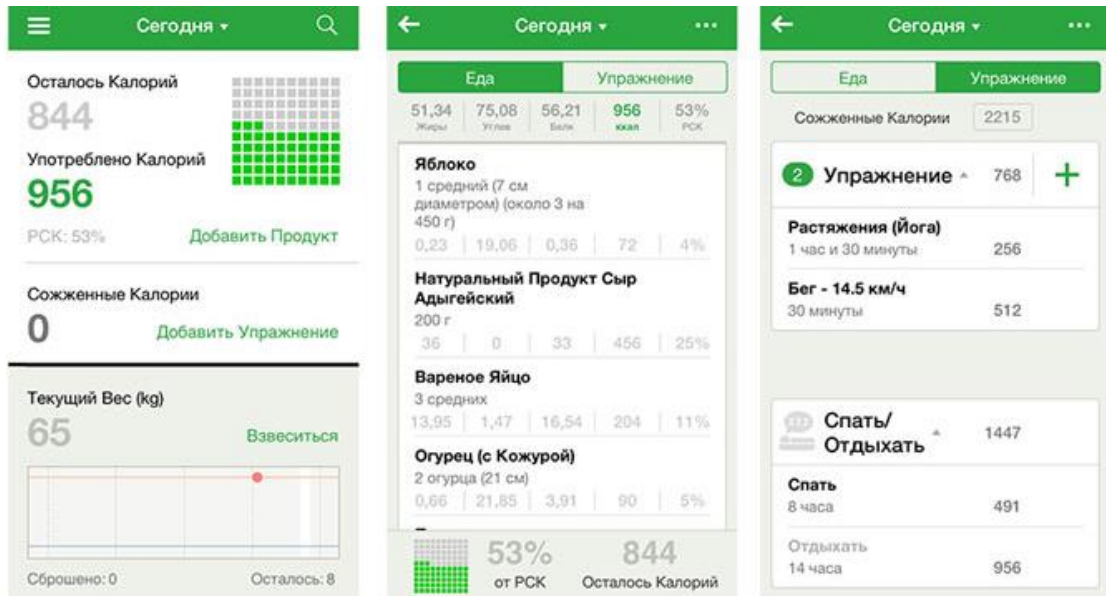 Сегодня
Осталось Калорий
844
Употреблено Калорий
956
РСК: 53%
Добавить Продукт
Сожженные Калории
0
Добавить Упражнение
Текущий Вес (kg)
65
Взвеситься
Сброшено: 0
Осталось: 8
Сегодня
Еда
Упражнение
51,34 75,08 56,21 956 53%
Жиры Углев Белк ккал РСК
Яблоко
1 средний (7 см
диаметром) (около 3 на
450 г)
0,23 19,06 0,36 72 4%
Натуральный Продукт Сыр
Адыгейский
200 г
36 0 33 456 25%
Вареное Яйцо
3 средних
13,95 1,47 16,54 204 11%
Огурец (с Кожурой)
2 огурца (21 см)
0,66 21,85 3,91 90 5%
53%
от РСК
844
Осталось Калорий
Сегодня
Еда
Упражнение
Сожженные Калории 2215
2 Упражнение 768
Растяжения (Йога)
1 час и 30 минуты 256
Бег - 14.5 км/ч
30 минуты 512
Спать/
Отдыхать
1447
Спать
8 часа 491
Отдыхать
14 часа 956